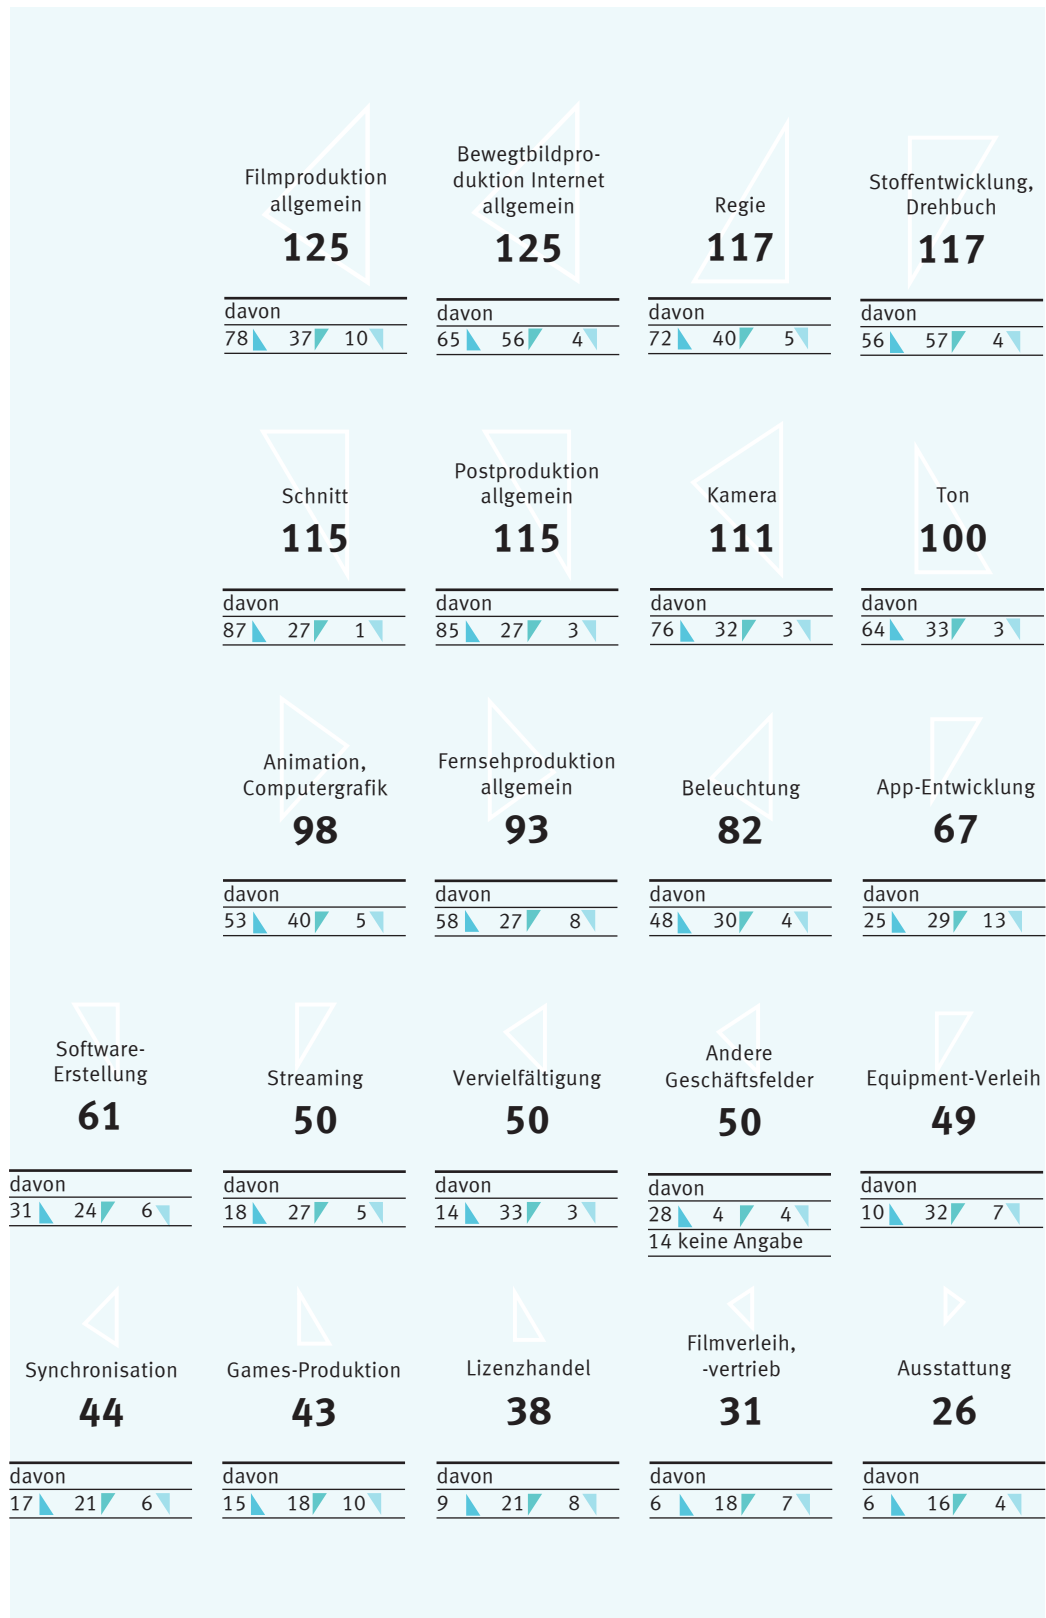 Filmproduktion
allgemein
125
davon
78 37 10
Bewegtbildpro-
duktion Internet
allgemein
125
davon
65 56 4
Regie
117
davon
72 40 5
Stoffentwicklung,
Drehbuch
117
davon
56 57 4
Schnitt
115
davon
87 27 1
Postproduktion
allgemein
115
davon
85 27 3
Kamera
111
davon
76 32 3
Ton
100
davon
64 33 3
Animation,
Computergrafik
98
davon
53 40 5
Fernsehproduktion
allgemein
93
davon
58 27 8
Beleuchtung
82
davon
48 30 4
App-Entwicklung
67
davon
25 29 13
Software-
Erstellung
61
davon
31 24 6
Streaming
50
davon
18 27 5
Vervielfältigung
50
davon
14 33 3
Andere
Geschäftsfelder
50
davon
28 4 4
14 keine Angabe
Equipment-Verleih
49
davon
10 32 7
Synchronisation
44
davon
17 21 6
Games-Produktion
43
davon
15 18 10
Lizenzhandel
38
davon
9 21 8
Filmverleih,
-vertrieb
31
davon
6 18 7
Ausstattung
26
davon
6 16 4